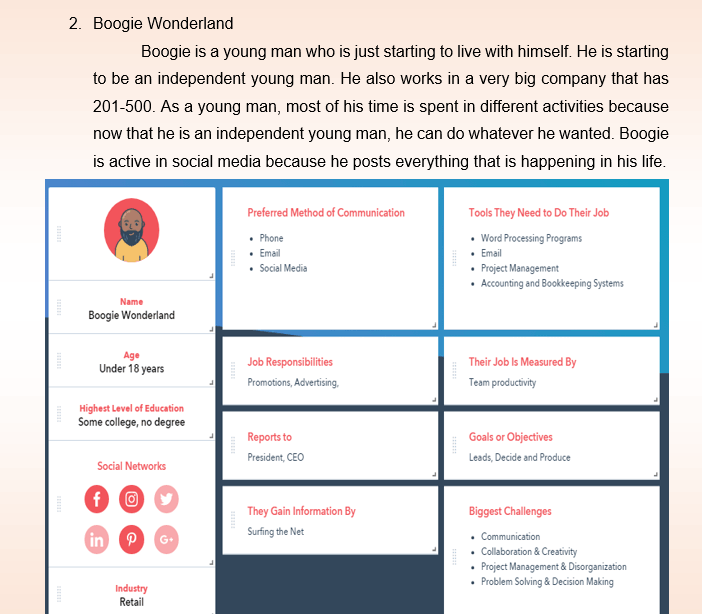 2. Boogie Wonderland
Boogie is a young man who is just starting to live with himself. He is starting
to be an independent young man. He also works in a very big company that has
201-500. As a young man, most of his time is spent in different activities because
now that he is an independent young man, he can do whatever he wanted. Boogie
is active in social media because he posts everything that is happening in his life.
Name
Boogie Wonderland
Age
Under 18 years
Highest Level of Education
Some college, no degree
Social Networks
f
in
G+
Industry
Retail
Preferred Method of Communication
• Phone
• Email
• Social Media
Job Responsibilities
Promotions, Advertising,
Reports to
President, CEO
They Gain Information By
Surfing the Net
Tools They Need to Do Their Job
• Word Processing Programs
• Email
• Project Management
• Accounting and Bookkeeping Systems
Their Job Is Measured By
Team productivity
Goals or Objectives
Leads, Decide and Produce
Biggest Challenges
• Communication
• Collaboration & Creativity
• Project Management & Disorganization
• Problem Solving & Decision Making